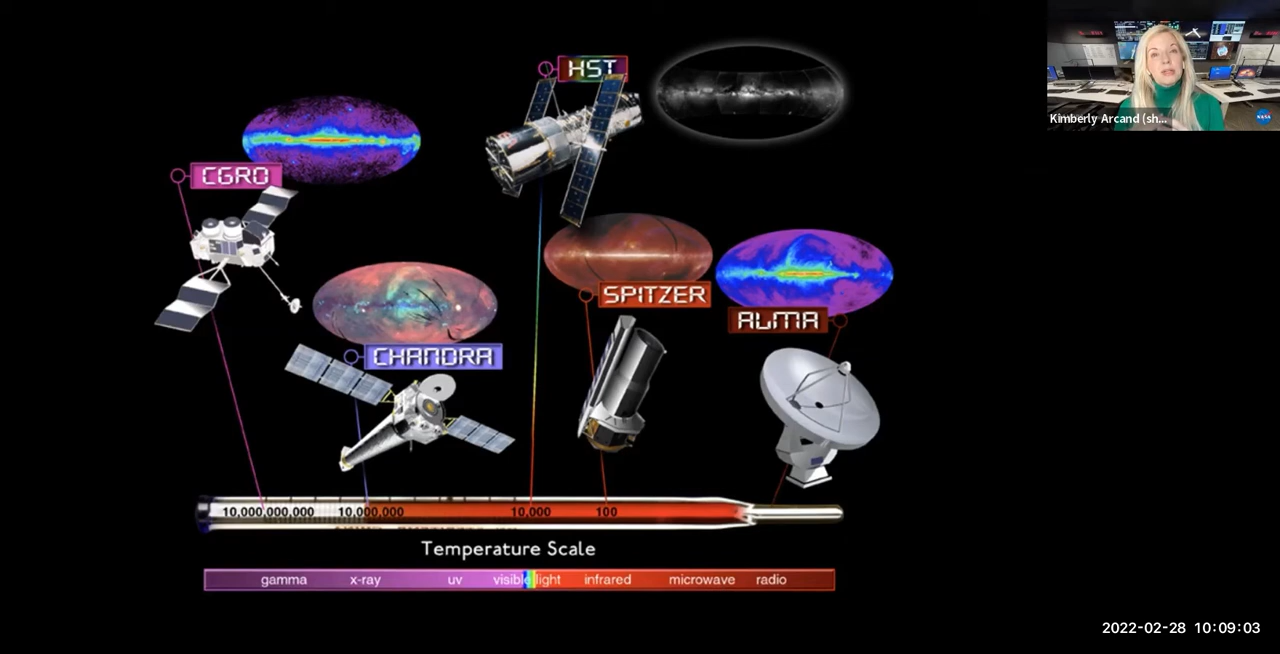 HST
Kimberly Arcand (sh...
NASA
CGRO
SPITZER
ALMA
CHANDRA
10,000,000,000 10,000,000 10,000 100
Temperature Scale
gamma x-ray uv visible light infrared microwave radio
2022-02-28 10:09:03